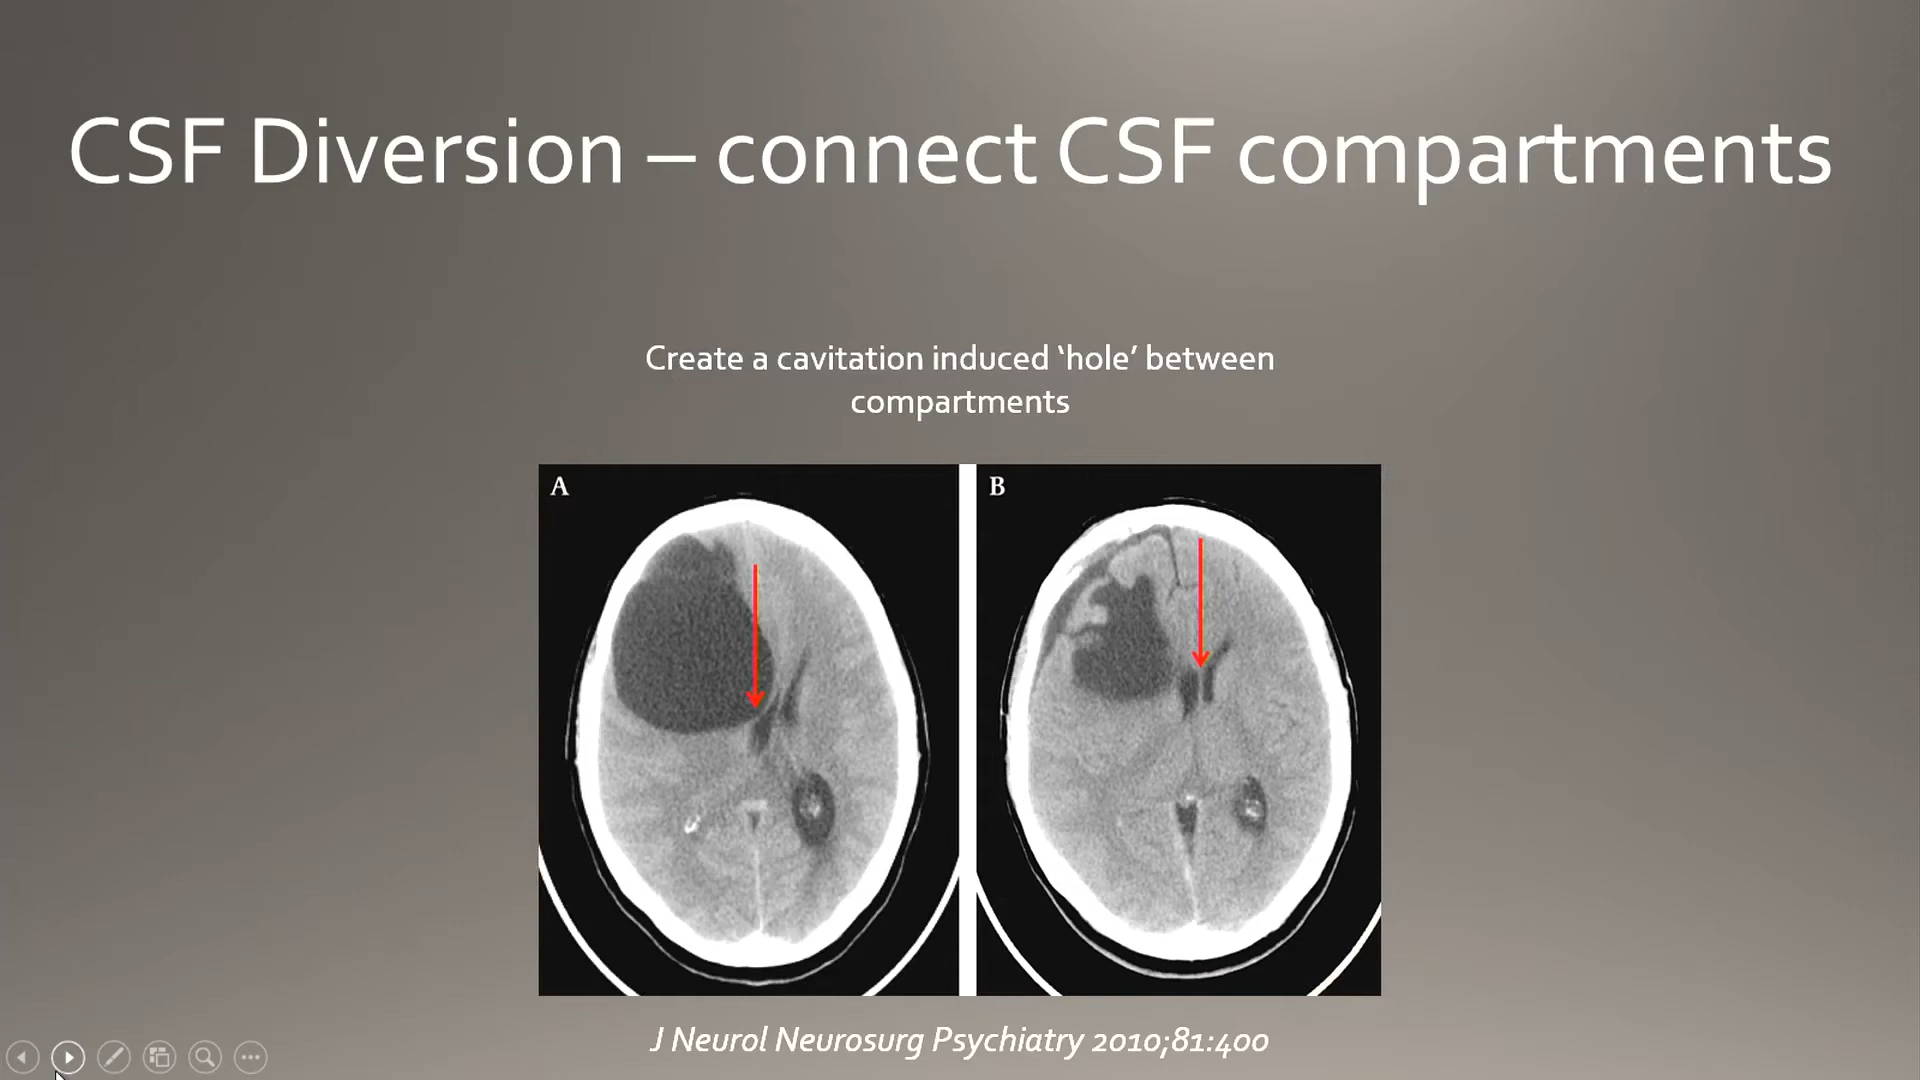 CSF Diversion – connect CSF compartments
Create a cavitation induced ‘hole’ between
compartments
A
B
J Neurol Neurosurg Psychiatry 2010;81:400